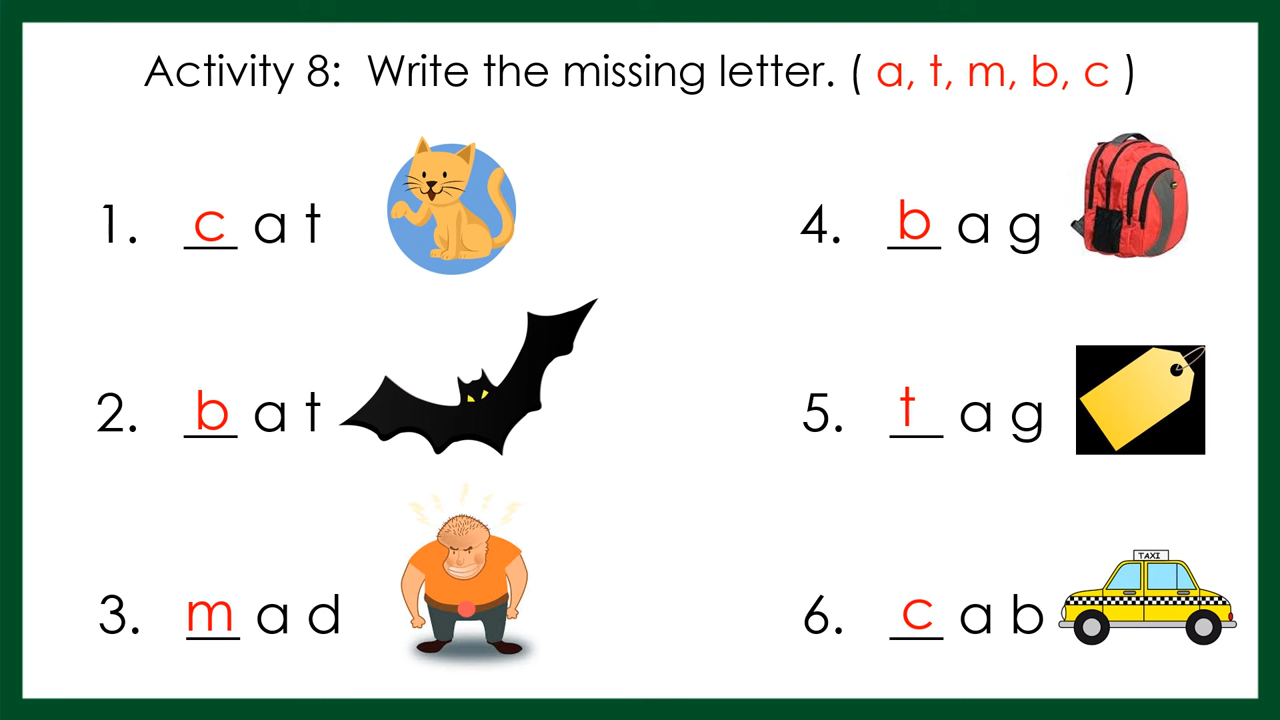 Activity 8: Write the missing letter. ( a, t, m, b, c )
1. c a t
2. b a t
3. m a d
4. b a g
5. t a g
TAXI
6. c a b